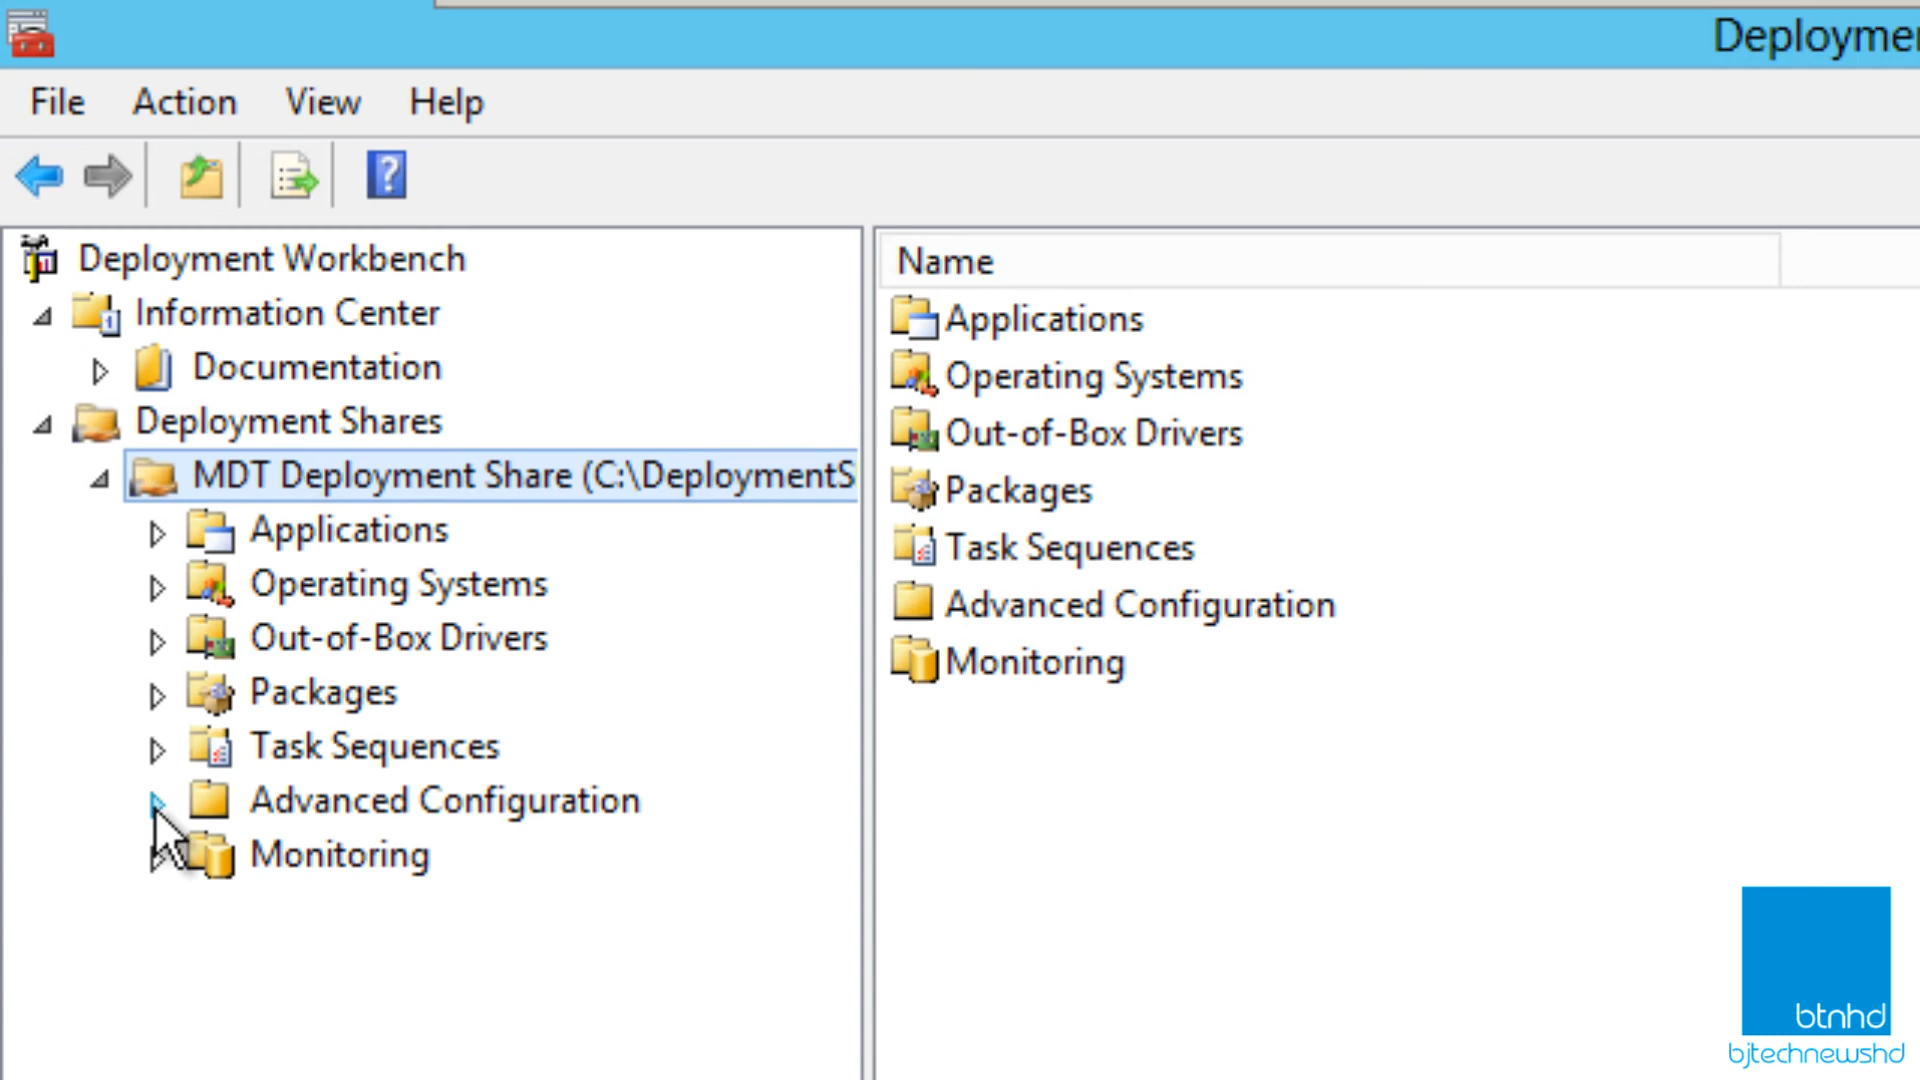 Deployme
File Action View Help
Deployment Workbench
Information Center
Documentation
Deployment Shares
MDT Deployment Share (C:\DeploymentS
Applications
Operating Systems
Out-of-Box Drivers
Packages
Task Sequences
Advanced Configuration
Monitoring
Name
Applications
Operating Systems
Out-of-Box Drivers
Packages
Task Sequences
Advanced Configuration
Monitoring
btnhd
bjtechnewshd